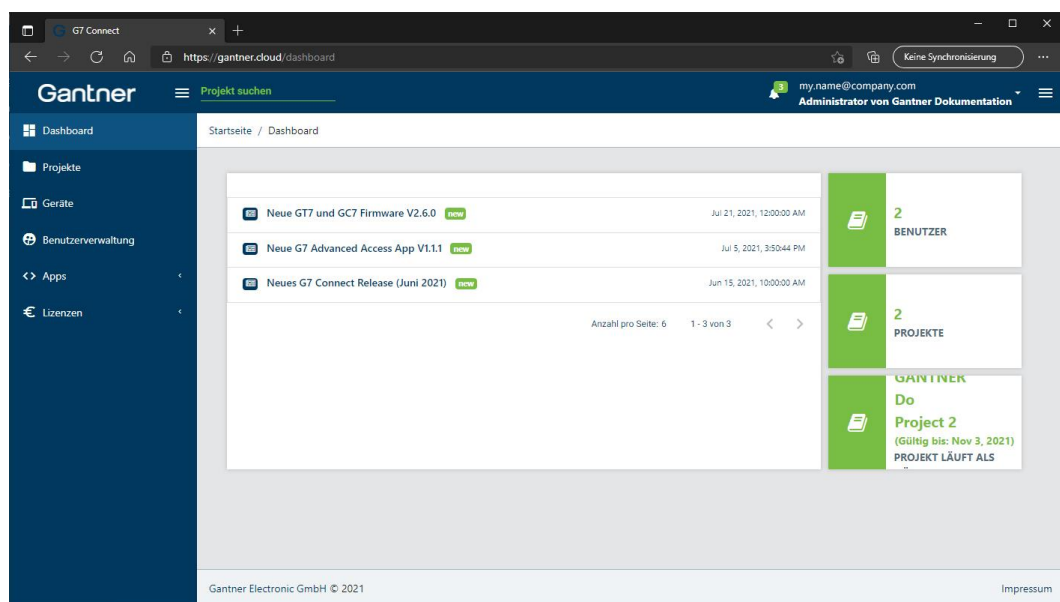 G7 Connect
https://gantner.cloud/dashboard
Keine Synchronisierung
Gantner
Projekt suchen
3
my.name@company.com
Administrator von Gantner Dokumentation
Dashboard
Startseite / Dashboard
Projekte
Geräte
Benutzerverwaltung
Apps
Lizenzen
Neue GT7 und GC7 Firmware V2.6.0 new Jul 21, 2021, 12:00:00 AM
Neue G7 Advanced Access App V1.1.1 new Jul 5, 2021, 3:50:44 PM
Neues G7 Connect Release (Juni 2021) new Jun 15, 2021, 10:00:00 AM
Anzahl pro Seite: 6 1 - 3 von 3
2
BENUTZER
2
PROJEKTE
GANTNER
Do
Project 2
(Gültig bis: Nov 3, 2021)
PROJEKT LÄUFT ALS
Gantner Electronic GmbH © 2021
Impressum